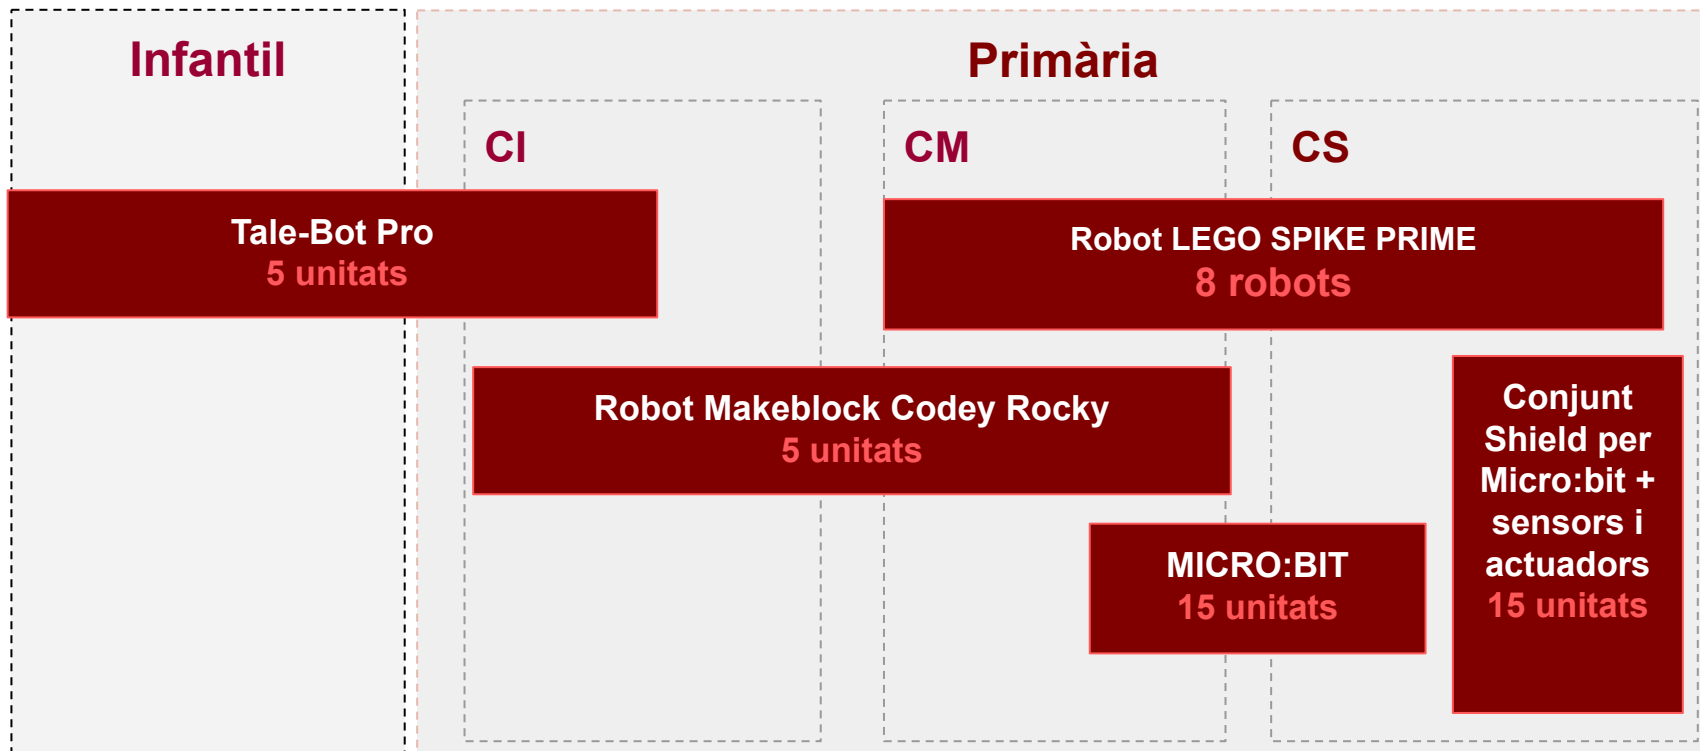 Infantil
Primària
CI
CM
CS
Tale-Bot Pro
5 unitats
Robot LEGO SPIKE PRIME
8 robots
Robot Makeblock Codey Rocky
5 unitats
Conjunt
Shield per
Micro:bit +
sensors i
actuadors
15 unitats
MICRO:BIT
15 unitats